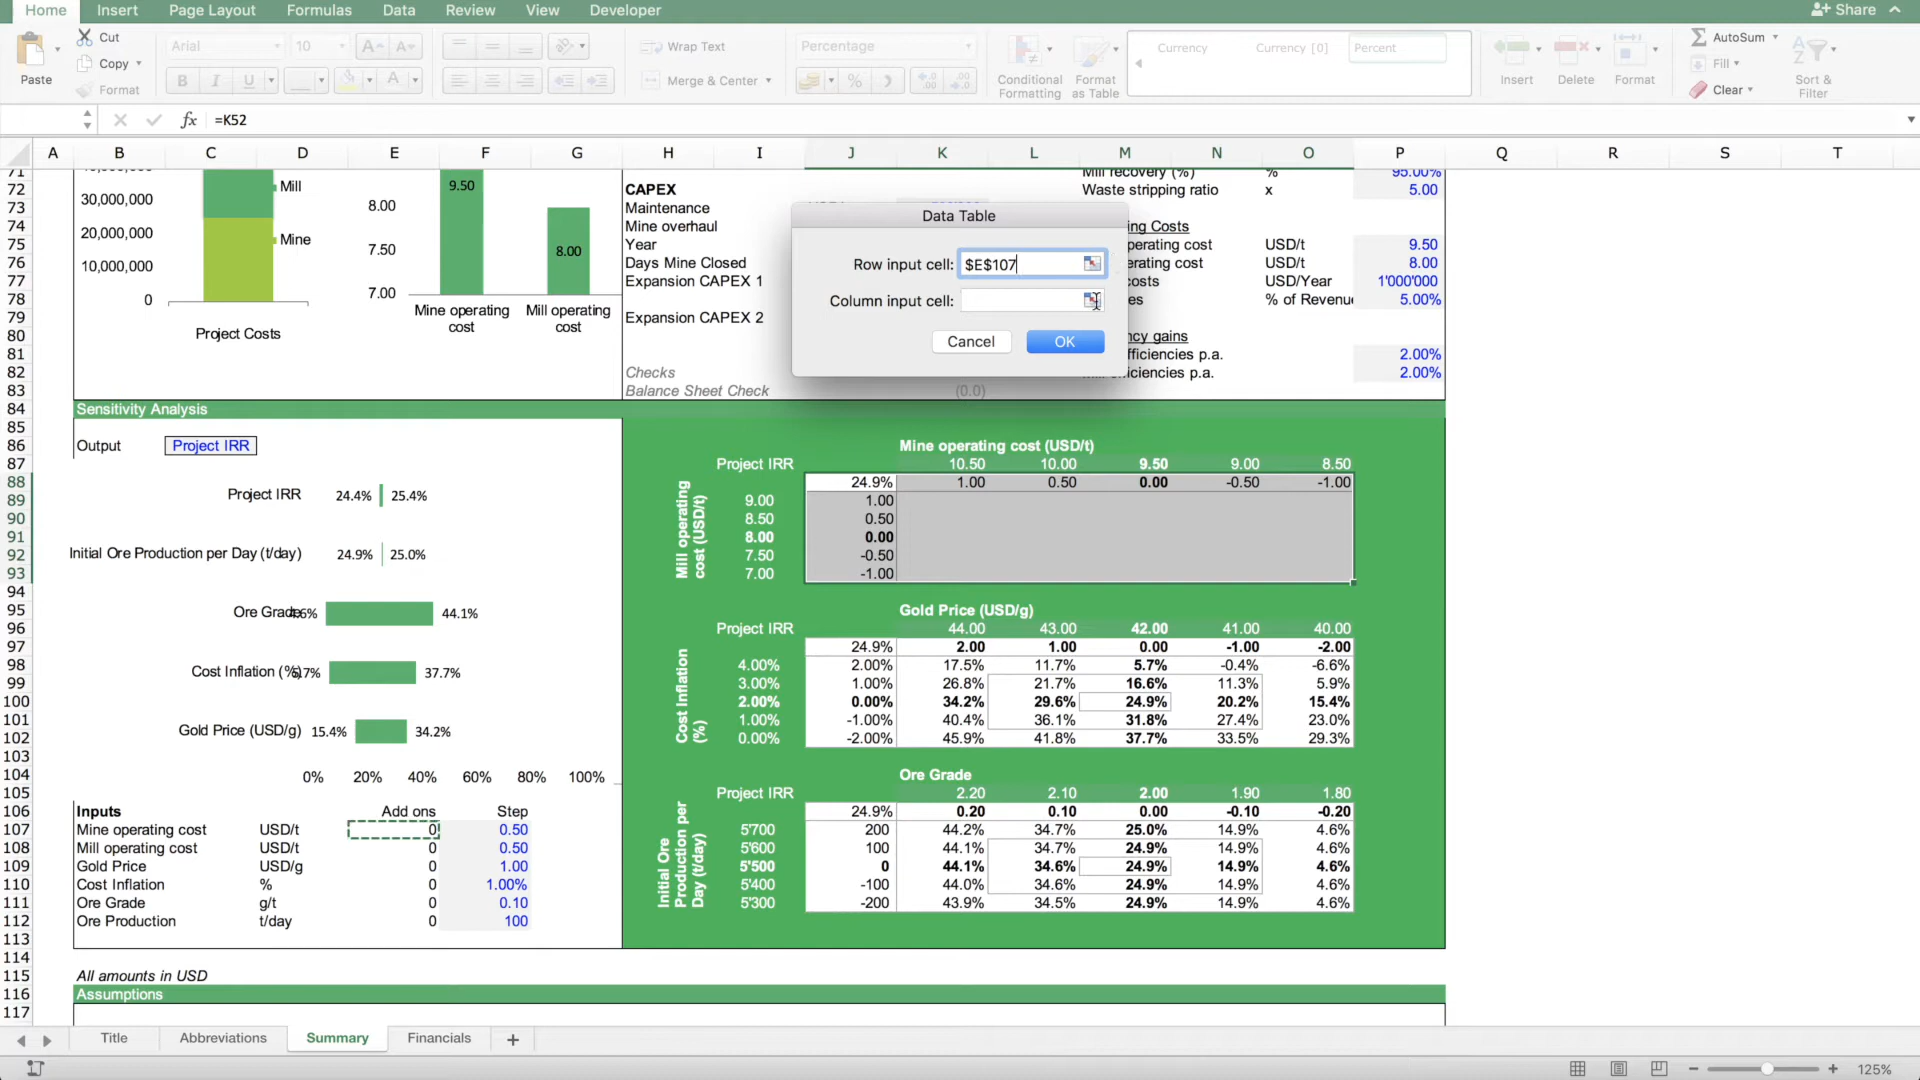 Home Insert Page Layout Formulas Data Review View Developer Share
Cut Arial 10 Wrap Text Percentage Currency Currency [0] Percent AutoSum
Copy Fill
Paste Format B I U A Merge & Center % Conditional Formatting Format as Table Insert Delete Format Clear Sort & Filter
fx =K52
A B C D E F G H I J K L M N O P Q R S T
71 Mill recovery (%) % 95.00%
72 30,000,000 Mill 9.50 CAPEX Waste stripping ratio x 5.00
73 8.00 Maintenance
74 20,000,000 Mine overhaul
75 Mine 7.50 8.00 Year operating cost USD/t 9.50
76 10,000,000 Days Mine Closed USD/t 8.00
77 Expansion CAPEX 1 USD/Year 1'000'000
78 0 7.00 % of Revenue 5.00%
79 Mine operating cost Mill operating cost Expansion CAPEX 2
80 Project Costs
81 2.00%
82 Checks 2.00%
83 Balance Sheet Check (0.0)
Data Table
Row input cell: $E$107
Column input cell:
Cancel OK
84 Sensitivity Analysis
85
86 Output Project IRR Mine operating cost (USD/t)
87 Project IRR 10.50 10.00 9.50 9.00 8.50
88 24.9% 1.00 0.50 0.00 -0.50 -1.00
89 Project IRR 24.4% 25.4% Mill operating cost (USD/t) 9.00 1.00
90 8.50 0.50
91 8.00 0.00
92 Initial Ore Production per Day (t/day) 24.9% 25.0% 7.50 -0.50
93 7.00 -1.00
94
95 Ore Grade 44.1% Gold Price (USD/g)
96 Project IRR 44.00 43.00 42.00 41.00 40.00
97 24.9% 2.00 1.00 0.00 -1.00 -2.00
98 Cost Inflation (%) 37.7% Cost Inflation (%) 4.00% 2.00% 17.5% 11.7% 5.7% -0.4% -6.6%
99 3.00% 1.00% 26.8% 21.7% 16.6% 11.3% 5.9%
100 2.00% 0.00% 34.2% 29.6% 24.9% 20.2% 15.4%
101 Gold Price (USD/g) 15.4% 34.2% 1.00% -1.00% 40.4% 36.1% 31.8% 27.4% 23.0%
102 0.00% -2.00% 45.9% 41.8% 37.7% 33.5% 29.3%
103
104 0% 20% 40% 60% 80% 100% Ore Grade
105 Project IRR 2.20 2.10 2.00 1.90 1.80
106 Inputs Add ons Step 24.9% 0.20 0.10 0.00 -0.10 -0.20
107 Mine operating cost USD/t 0 0.50 Initial Ore Production per Day (t/day) 5'700 200 44.2% 34.7% 25.0% 14.9% 4.6%
108 Mill operating cost USD/t 0 0.50 5'600 100 44.1% 34.7% 24.9% 14.9% 4.6%
109 Gold Price USD/g 0 1.00 5'500 0 44.1% 34.6% 24.9% 14.9% 4.6%
110 Cost Inflation % 0 1.00% 5'400 -100 44.0% 34.6% 24.9% 14.9% 4.6%
111 Ore Grade g/t 0 0.10 5'300 -200 43.9% 34.5% 24.9% 14.9% 4.6%
112 Ore Production t/day 0 100
113
114
115 All amounts in USD
116 Assumptions
117
Title Abbreviations Summary Financials +
125%